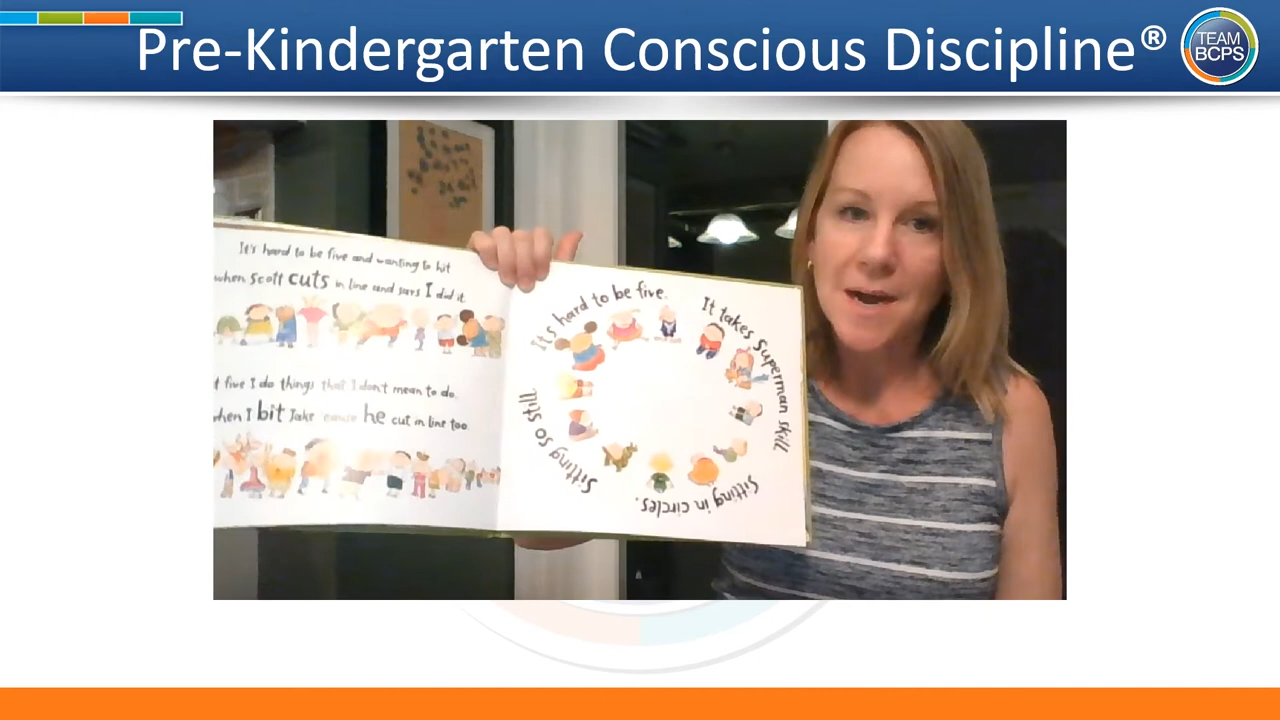 Pre-Kindergarten Conscious Discipline®
TEAM
BCPS
It's hard to be five and wanting to hit
when Scott cuts in line and says I did it
five I do things that I don't mean to do.
when I bit Jake 'cause he cut in line too.
It's hard to be five.
It takes Superman skill
Sitting in circles.
Sitting so still